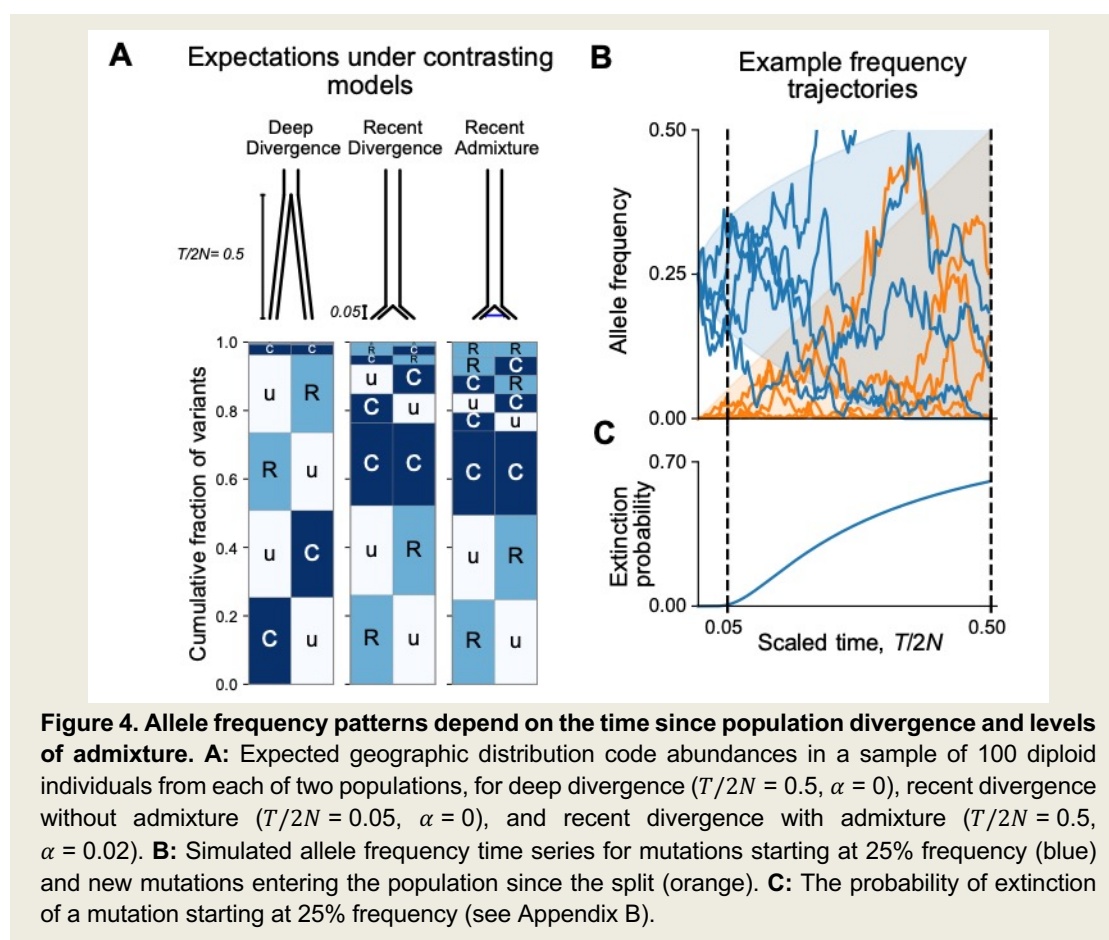 A
Expectations under contrasting
models
Deep
Divergence
Recent
Divergence
Recent
Admixture
T/2N= 0.5
0.05
Cumulative fraction of variants
1.0
0.8
0.6
0.4
0.2
0.0
C C
u R
R u
u C
C u
R C
C R
u C
C u
C C
u R
R u
R R
R C
C R
u C
C u
C C
u R
R u
B
Example frequency
trajectories
Allele frequency
0.50
0.25
0.00
C
Extinction
probability
0.70
0.00
0.05
0.50
Scaled time, T/2N
Figure 4. Allele frequency patterns depend on the time since population divergence and levels
of admixture. A: Expected geographic distribution code abundances in a sample of 100 diploid
individuals from each of two populations, for deep divergence (T/2N = 0.5, α = 0), recent divergence
without admixture (T/2N = 0.05, α = 0), and recent divergence with admixture (T/2N = 0.5,
α = 0.02). B: Simulated allele frequency time series for mutations starting at 25% frequency (blue)
and new mutations entering the population since the split (orange). C: The probability of extinction
of a mutation starting at 25% frequency (see Appendix B).